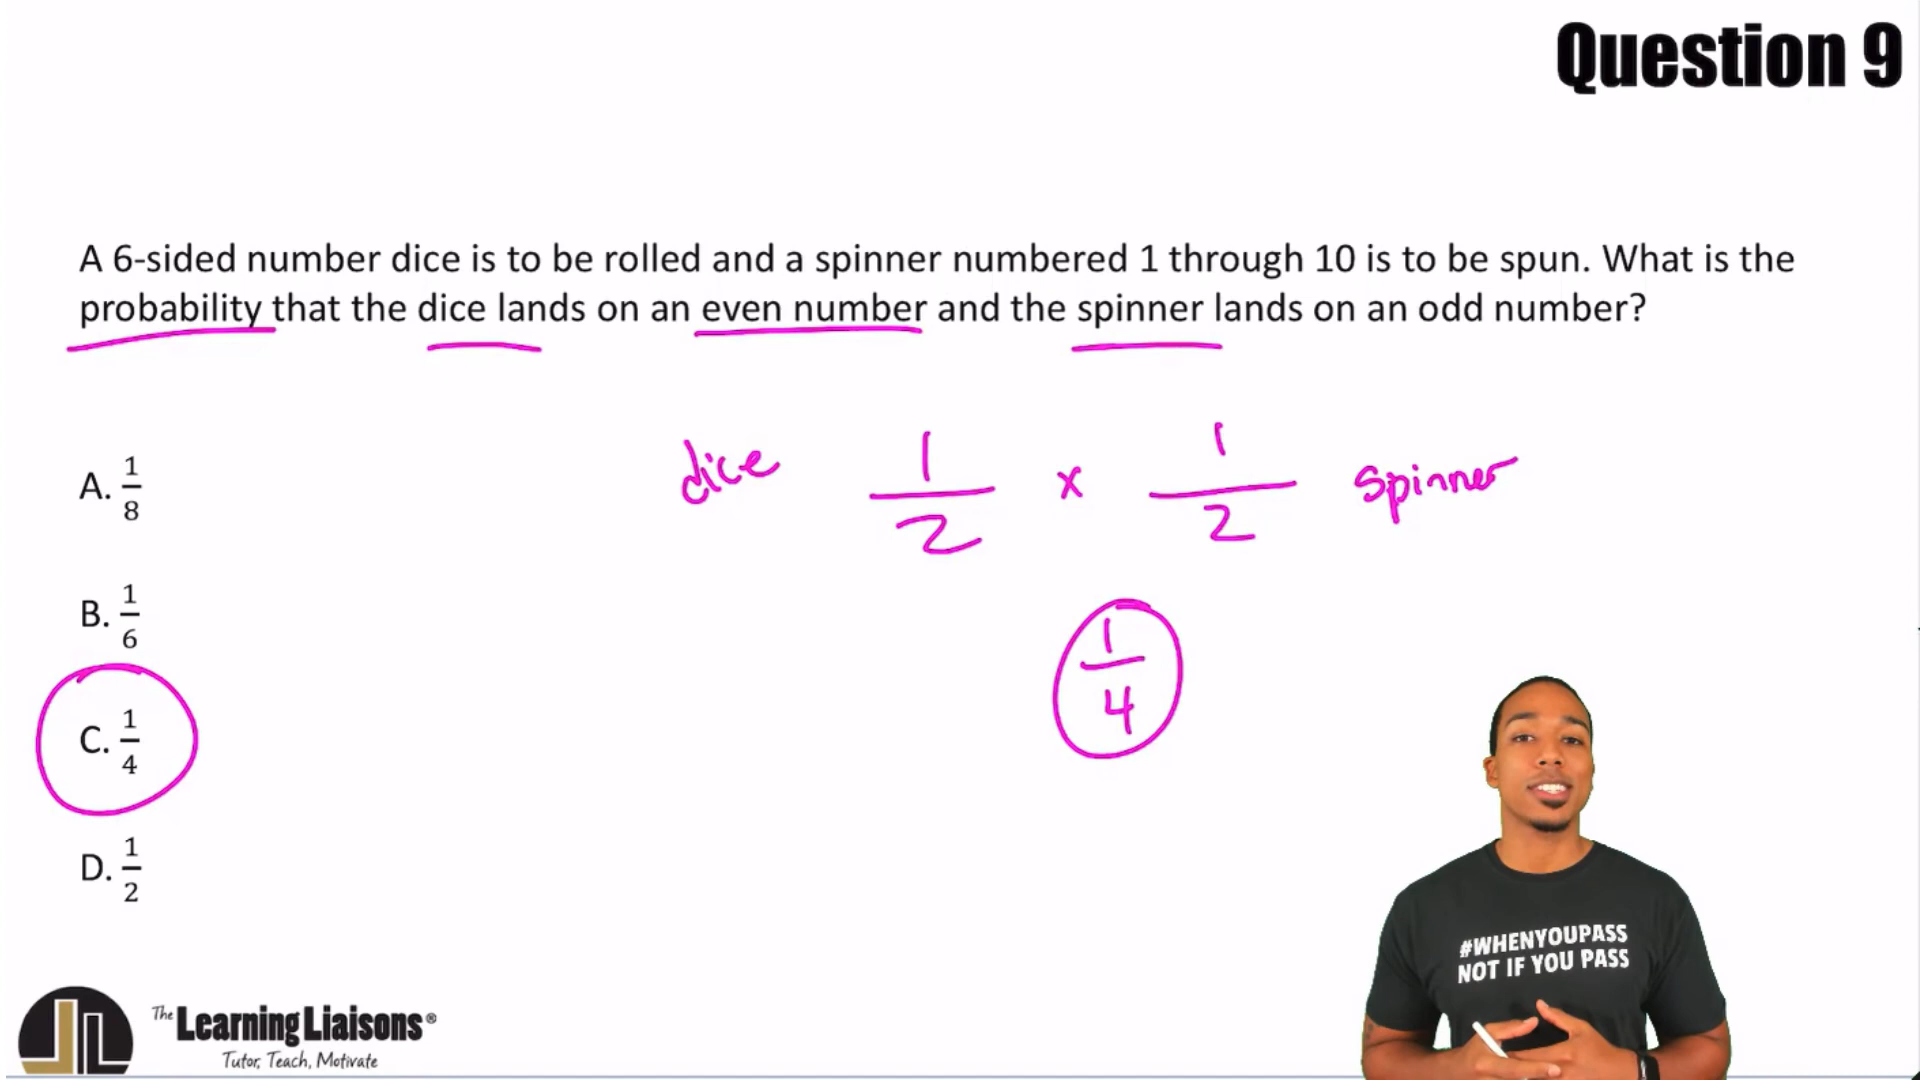 Question 9
A 6-sided number dice is to be rolled and a spinner numbered 1 through 10 is to be spun. What is the
probability that the dice lands on an even number and the spinner lands on an odd number?
A. 1/8
B. 1/6
C. 1/4
D. 1/2
dice 1/2 x 1/2 spinner
1/4
#WHENYOUPASS
NOT IF YOU PASS
The Learning Liaisons®
Tutor, Teach, Motivate